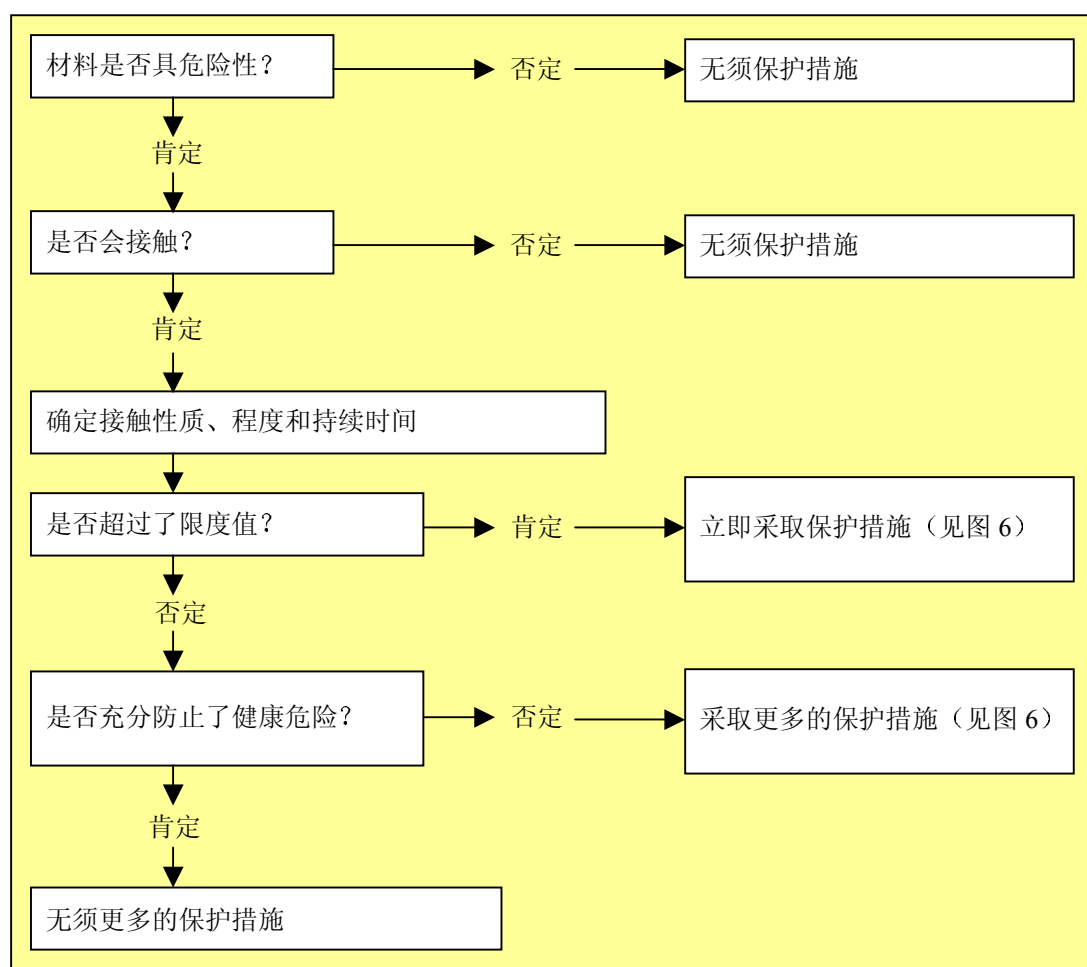 材料是否具危险性？
否定
无须保护措施
肯定
是否会接触？
否定
无须保护措施
肯定
确定接触性质、程度和持续时间
是否超过了限度值？
肯定
立即采取保护措施（见图 6）
否定
是否充分防止了健康危险？
否定
采取更多的保护措施（见图 6）
肯定
无须更多的保护措施